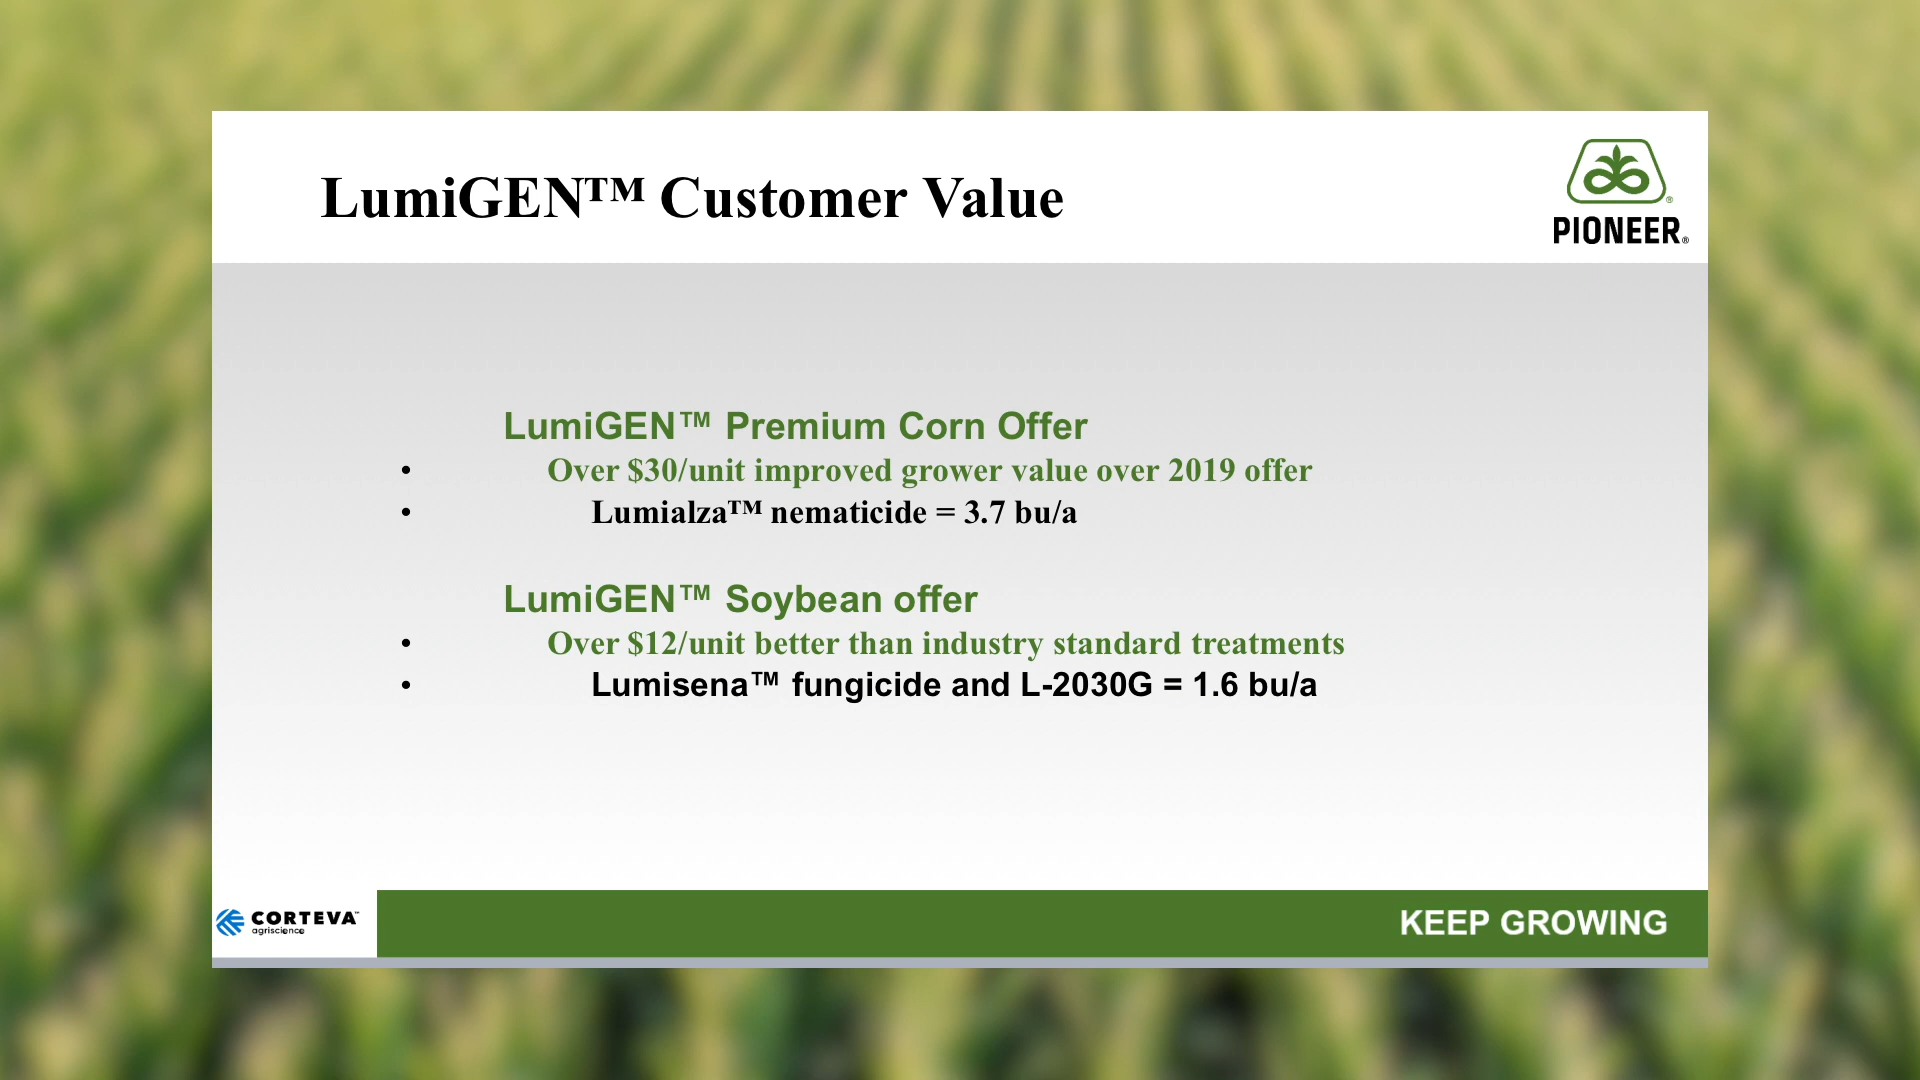 LumiGEN™ Customer Value
PIONEER®
LumiGEN™ Premium Corn Offer
• Over $30/unit improved grower value over 2019 offer
• Lumialza™ nematicide = 3.7 bu/a
LumiGEN™ Soybean offer
• Over $12/unit better than industry standard treatments
• Lumisena™ fungicide and L-2030G = 1.6 bu/a
CORTEVA™
agriscience
KEEP GROWING